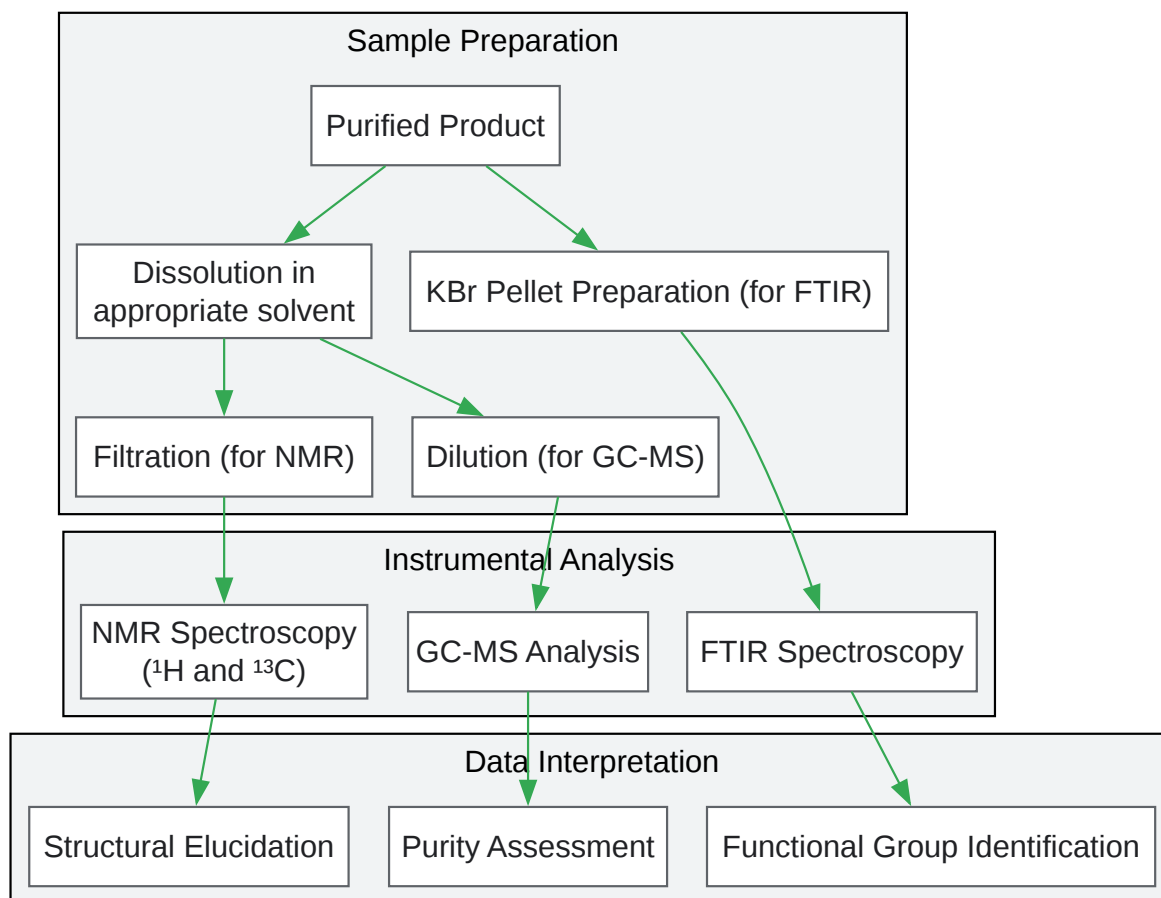 Sample Preparation
Purified Product
Dissolution in
appropriate solvent
KBr Pellet Preparation (for FTIR)
Filtration (for NMR)
Dilution (for GC-MS)
Instrumental Analysis
NMR Spectroscopy
(¹H and ¹³C)
GC-MS Analysis
FTIR Spectroscopy
Data Interpretation
Structural Elucidation
Purity Assessment
Functional Group Identification